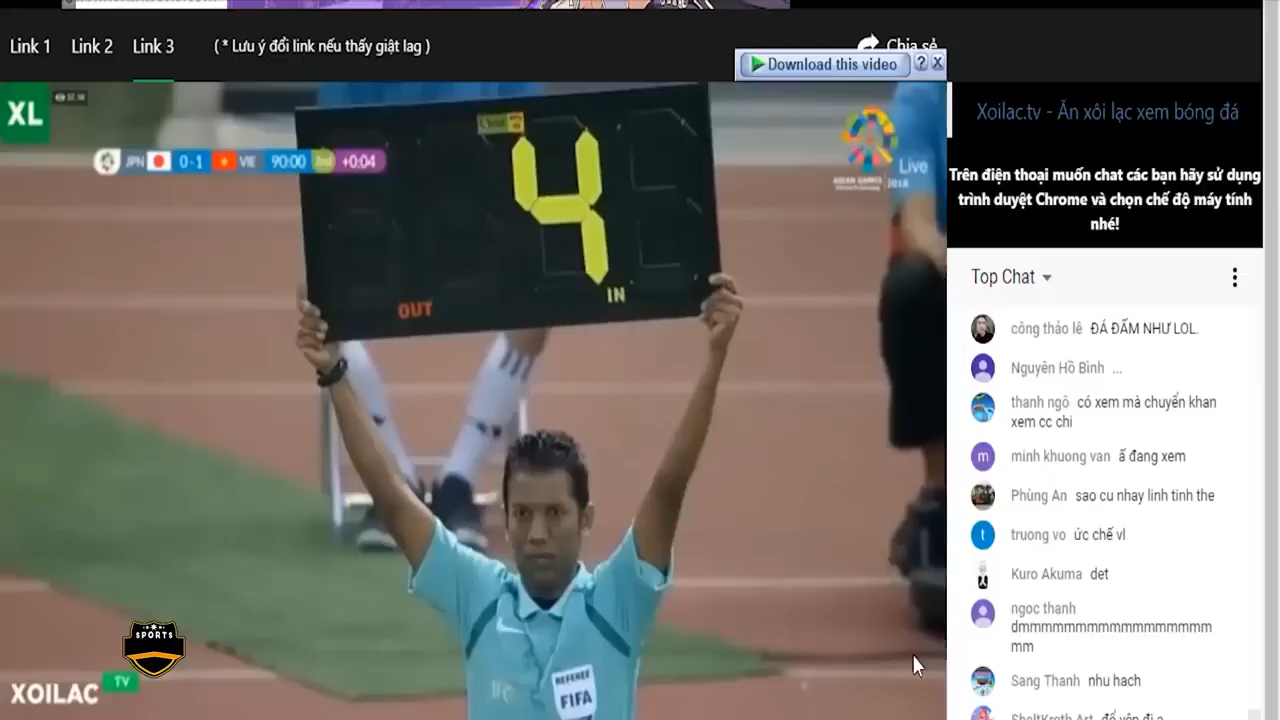 Link 1 Link 2 Link 3 ( * Lưu ý đổi link nếu thấy giật lag ) Chia sẻ
Download this video ? X
XL
JPN 0-1 VIE 90:00 2nd +0:04
4
OUT
IN
Live
ASIAN GAMES
2018
REFEREE
FIFA
SPORTS
XOILAC TV
Xoilac.tv - Ăn xôi lạc xem bóng đá
Trên điện thoại muốn chat các bạn hãy sử dụng
trình duyệt Chrome và chọn chế độ máy tính
nhé!
Top Chat
công thảo lê ĐÁ ĐẤM NHƯ LOL.
Nguyên Hồ Bình ...
thanh ngô có xem mà chuyển khan
xem cc chi
m minh khuong van ấ đang xem
Phùng An sao cu nhay linh tinh the
t truong vo ức chế vl
Kuro Akuma det
ngoc thanh
dmmmmmmmmmmmmmmmmm
mm
Sang Thanh nhu hach